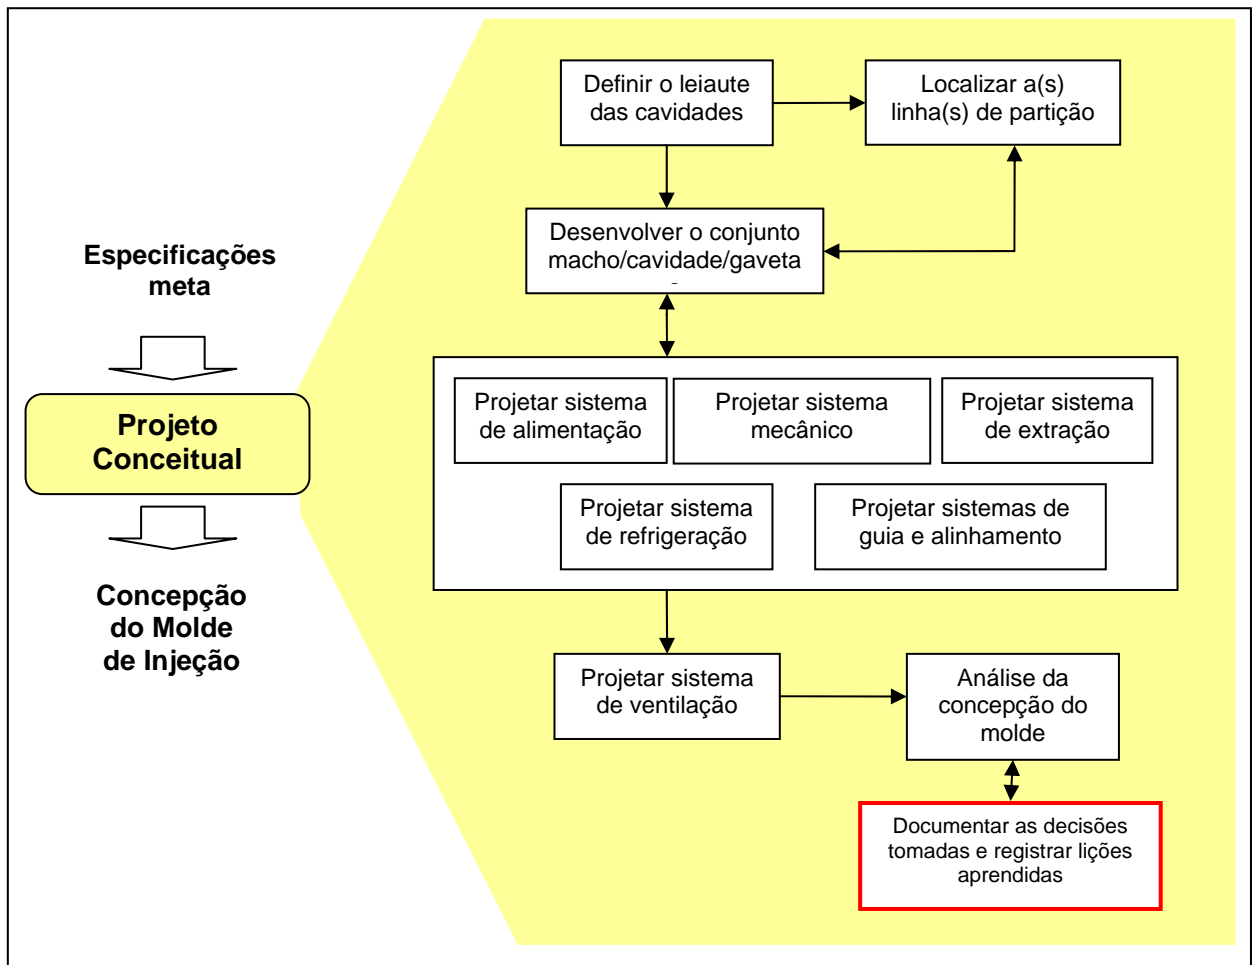 Definir o leiaute
das cavidades
Localizar a(s)
linha(s) de partição
Desenvolver o conjunto
macho/cavidade/gaveta
Especificações
meta
Projeto
Conceitual
Concepção
do Molde
de Injeção
Projetar sistema
de alimentação
Projetar sistema
mecânico
Projetar sistema
de extração
Projetar sistema
de refrigeração
Projetar sistemas de
guia e alinhamento
Projetar sistema
de ventilação
Análise da
concepção do
molde
Documentar as decisões
tomadas e registrar lições
aprendidas